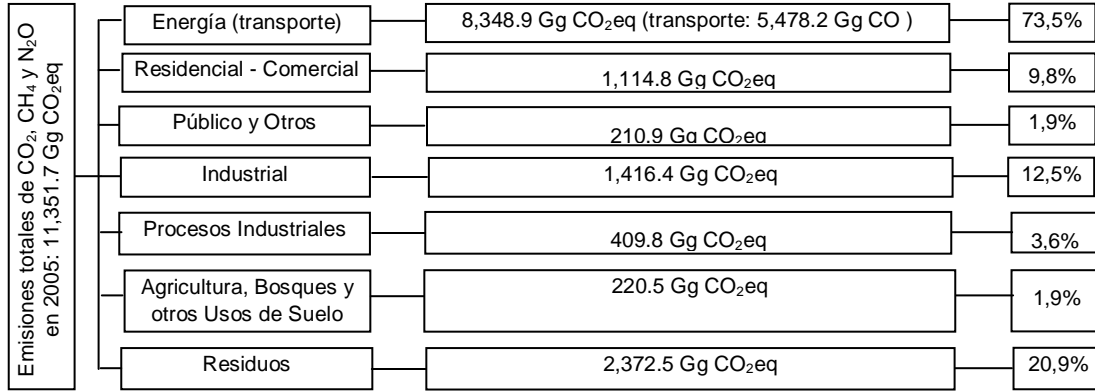 Emisiones totales de CO₂, CH₄ y N₂O
en 2005: 11,351.7 Gg CO₂eq
Energía (transporte)
8,348.9 Gg CO₂eq (transporte: 5,478.2 Gg CO )
73,5%
Residencial - Comercial
1,114.8 Gg CO₂eq
9,8%
Público y Otros
210.9 Gg CO₂eq
1,9%
Industrial
1,416.4 Gg CO₂eq
12,5%
Procesos Industriales
409.8 Gg CO₂eq
3,6%
Agricultura, Bosques y
otros Usos de Suelo
220.5 Gg CO₂eq
1,9%
Residuos
2,372.5 Gg CO₂eq
20,9%